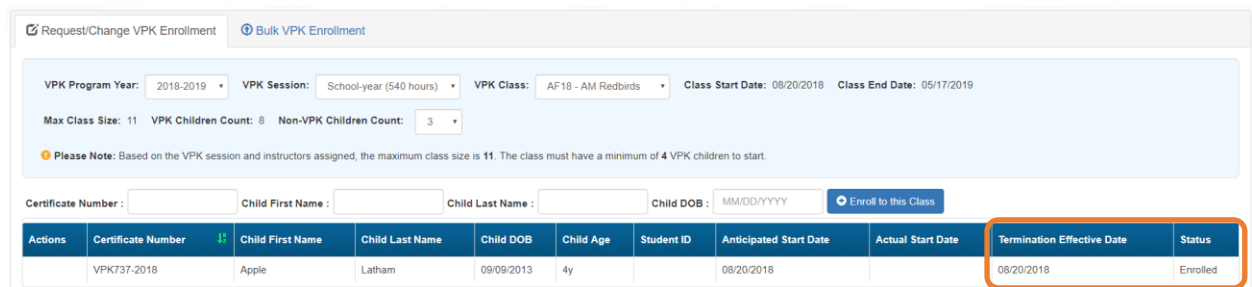 Request/Change VPK Enrollment Bulk VPK Enrollment
VPK Program Year: 2018-2019 VPK Session: School-year (540 hours) VPK Class: AF18 - AM Redbirds Class Start Date: 08/20/2018 Class End Date: 05/17/2019
Max Class Size: 11 VPK Children Count: 8 Non-VPK Children Count: 3
Please Note: Based on the VPK session and instructors assigned, the maximum class size is 11. The class must have a minimum of 4 VPK children to start.
Certificate Number : Child First Name : Child Last Name : Child DOB : MM/DD/YYYY Enroll to this Class
Actions Certificate Number Child First Name Child Last Name Child DOB Child Age Student ID Anticipated Start Date Actual Start Date Termination Effective Date Status
VPK737-2018 Apple Latham 09/09/2013 4y 08/20/2018 08/20/2018 Enrolled